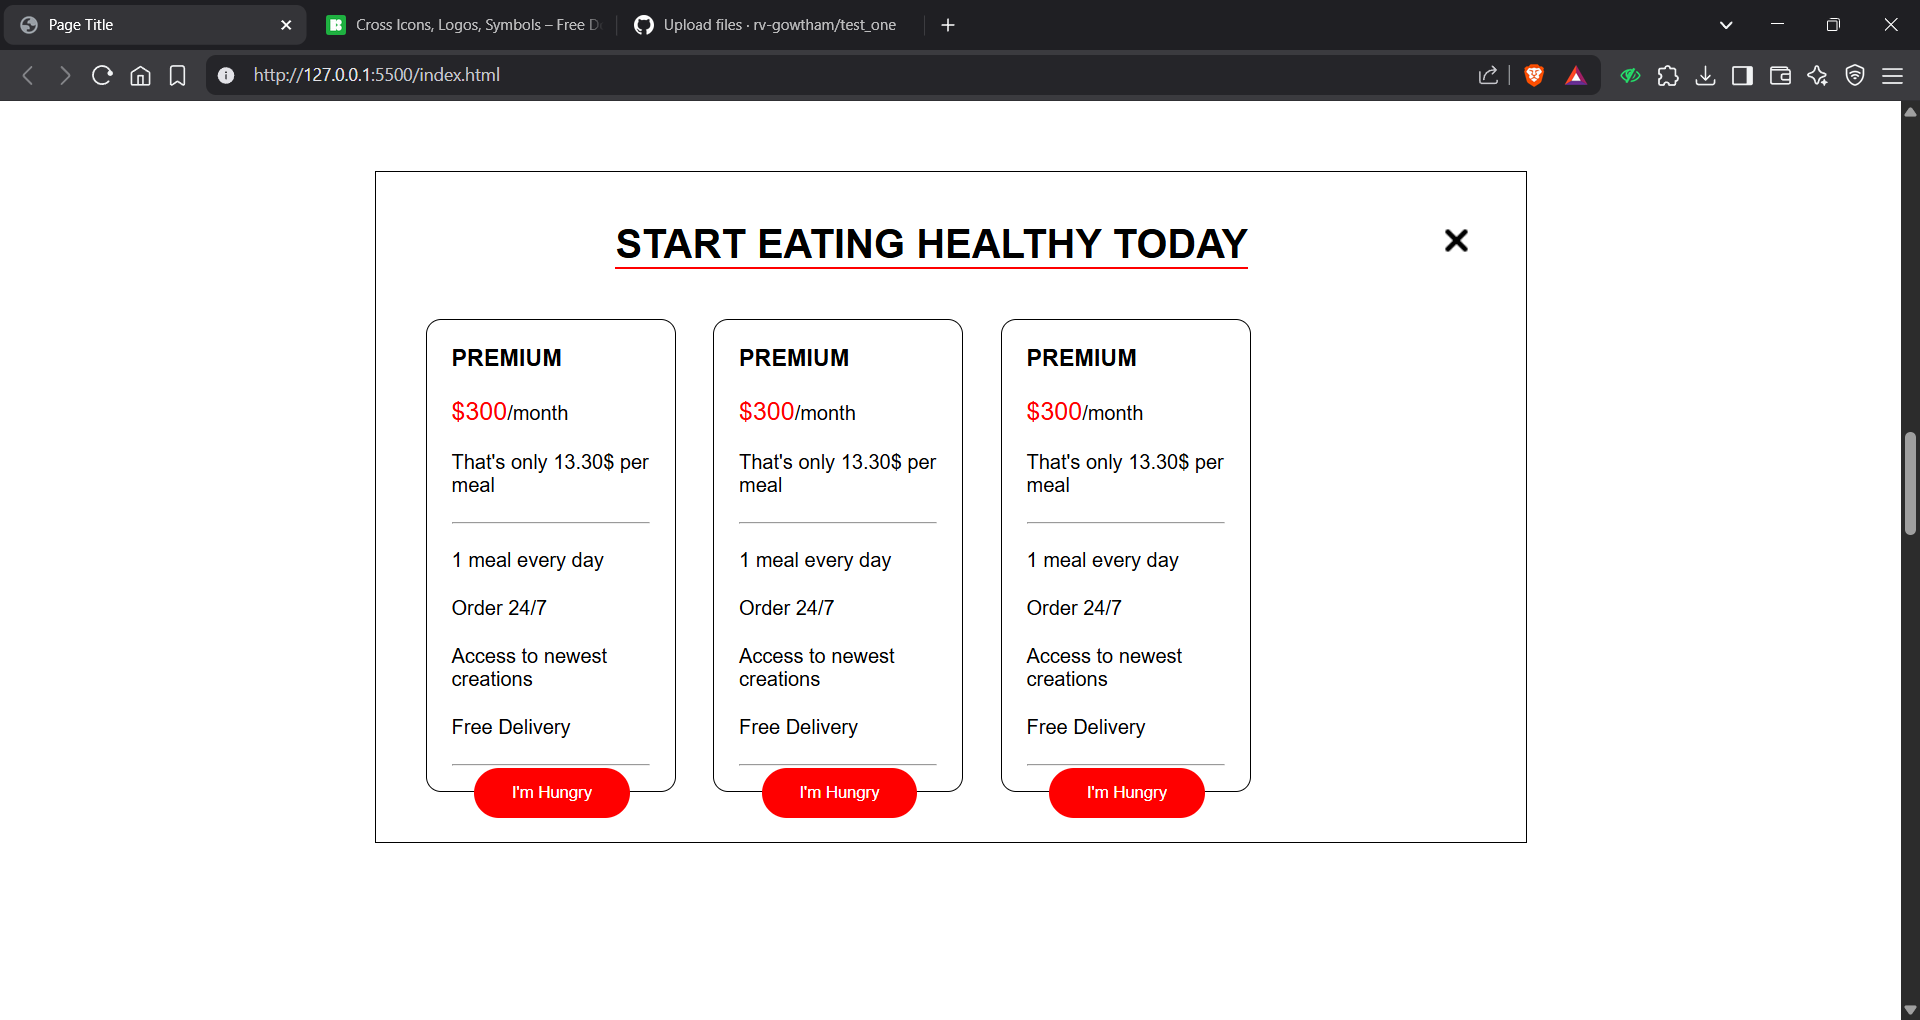 Page Title
Cross Icons, Logos, Symbols – Free D
Upload files · rv-gowtham/test_one
http://127.0.0.1:5500/index.html
START EATING HEALTHY TODAY
PREMIUM
$300/month
That's only 13.30$ per
meal
1 meal every day
Order 24/7
Access to newest
creations
Free Delivery
I'm Hungry
PREMIUM
$300/month
That's only 13.30$ per
meal
1 meal every day
Order 24/7
Access to newest
creations
Free Delivery
I'm Hungry
PREMIUM
$300/month
That's only 13.30$ per
meal
1 meal every day
Order 24/7
Access to newest
creations
Free Delivery
I'm Hungry